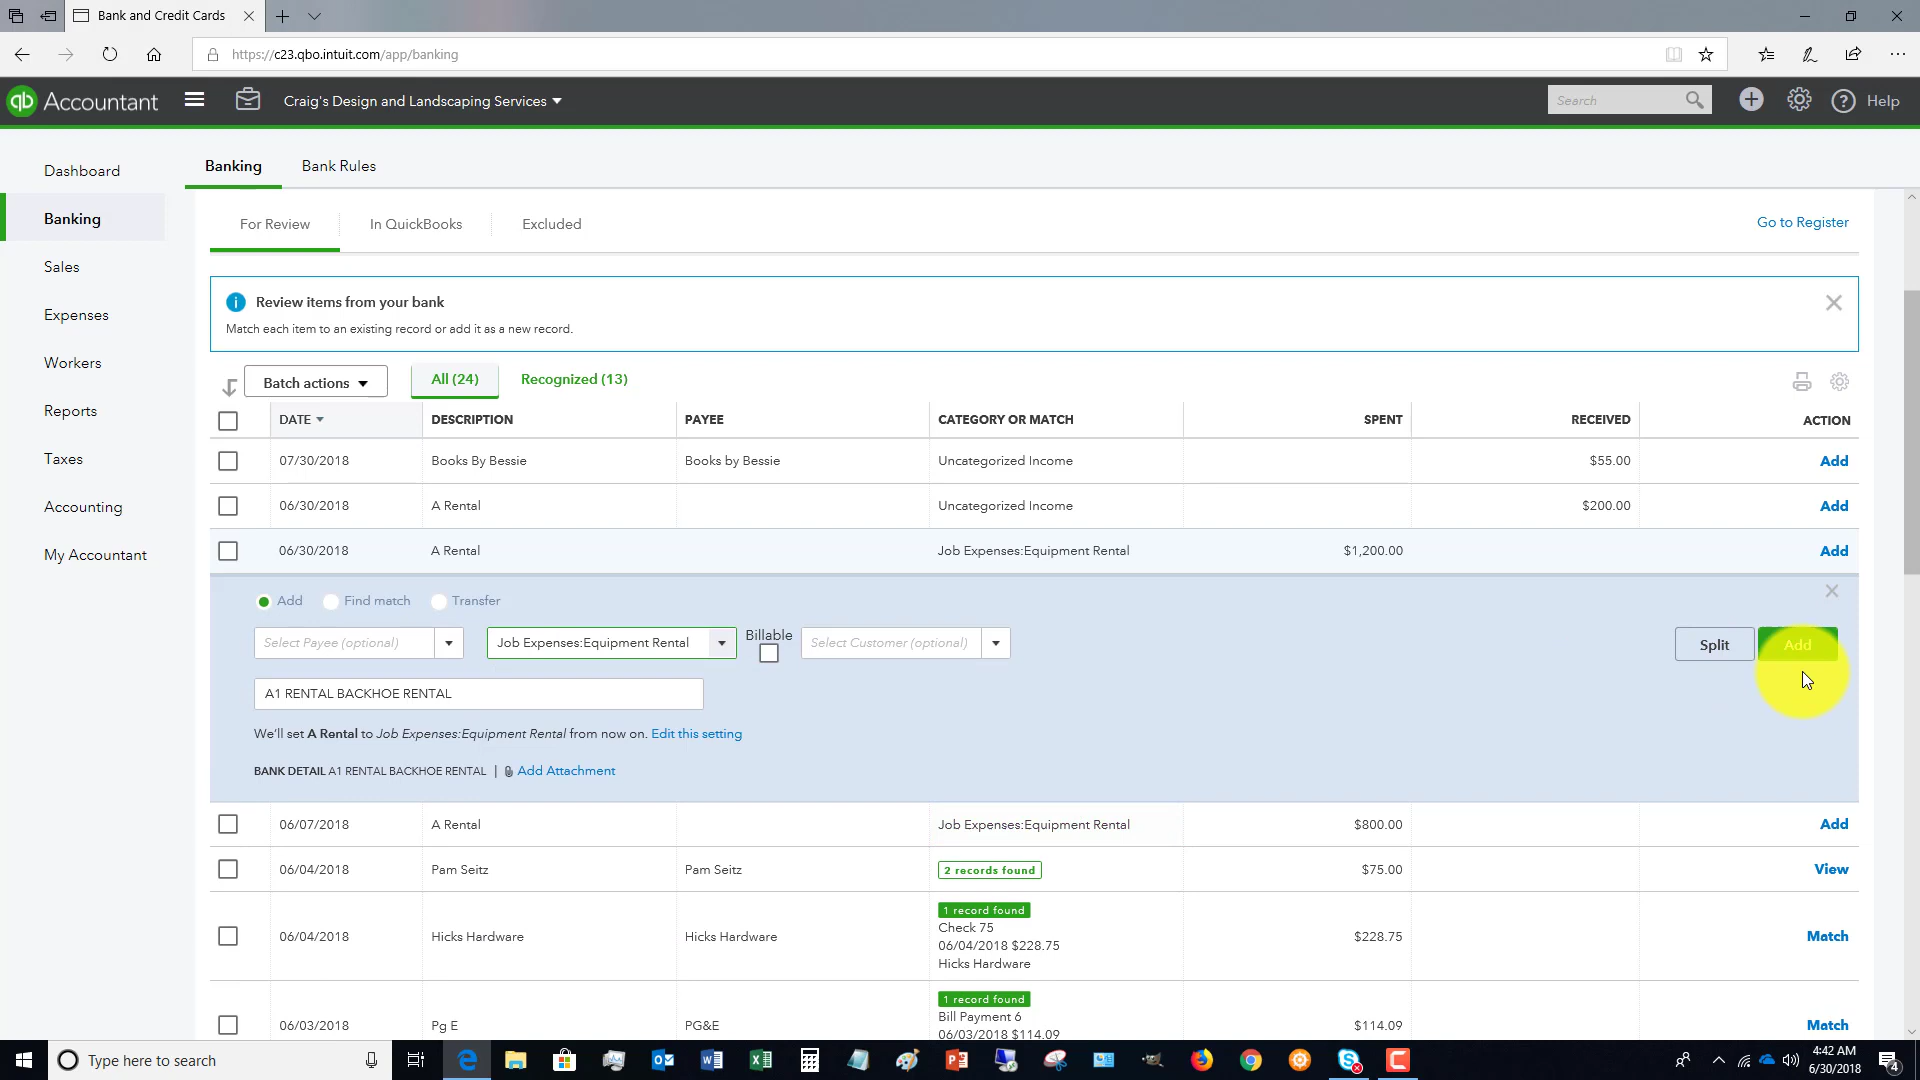 Bank and Credit Cards
https://c23.qbo.intuit.com/app/banking
qb Accountant
Craig's Design and Landscaping Services
Search
Help
Dashboard
Banking
Sales
Expenses
Workers
Reports
Taxes
Accounting
My Accountant
Banking
Bank Rules
For Review
In QuickBooks
Excluded
Go to Register
Review items from your bank
Match each item to an existing record or add it as a new record.
Batch actions
All (24)
Recognized (13)
DATE DESCRIPTION PAYEE CATEGORY OR MATCH SPENT RECEIVED ACTION
07/30/2018 Books By Bessie Books by Bessie Uncategorized Income $55.00 Add
06/30/2018 A Rental Uncategorized Income $200.00 Add
06/30/2018 A Rental Job Expenses:Equipment Rental $1,200.00 Add
Add Find match Transfer
Select Payee (optional) Job Expenses:Equipment Rental Billable Select Customer (optional) Split Add
A1 RENTAL BACKHOE RENTAL
We'll set A Rental to Job Expenses:Equipment Rental from now on. Edit this setting
BANK DETAIL A1 RENTAL BACKHOE RENTAL | Add Attachment
06/07/2018 A Rental Job Expenses:Equipment Rental $800.00 Add
06/04/2018 Pam Seitz Pam Seitz 2 records found $75.00 View
1 record found
Check 75
06/04/2018 Hicks Hardware Hicks Hardware 06/04/2018 $228.75 $228.75 Match
Hicks Hardware
1 record found
Bill Payment 6
06/03/2018 Pg E PG&E 06/03/2018 $114.09 $114.09 Match
Type here to search
4:42 AM
6/30/2018
4